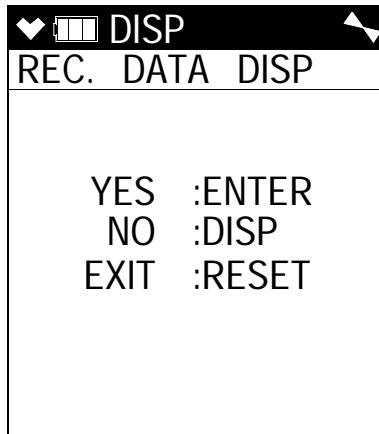 DISP
REC. DATA DISP
YES :ENTER
NO :DISP
EXIT :RESET